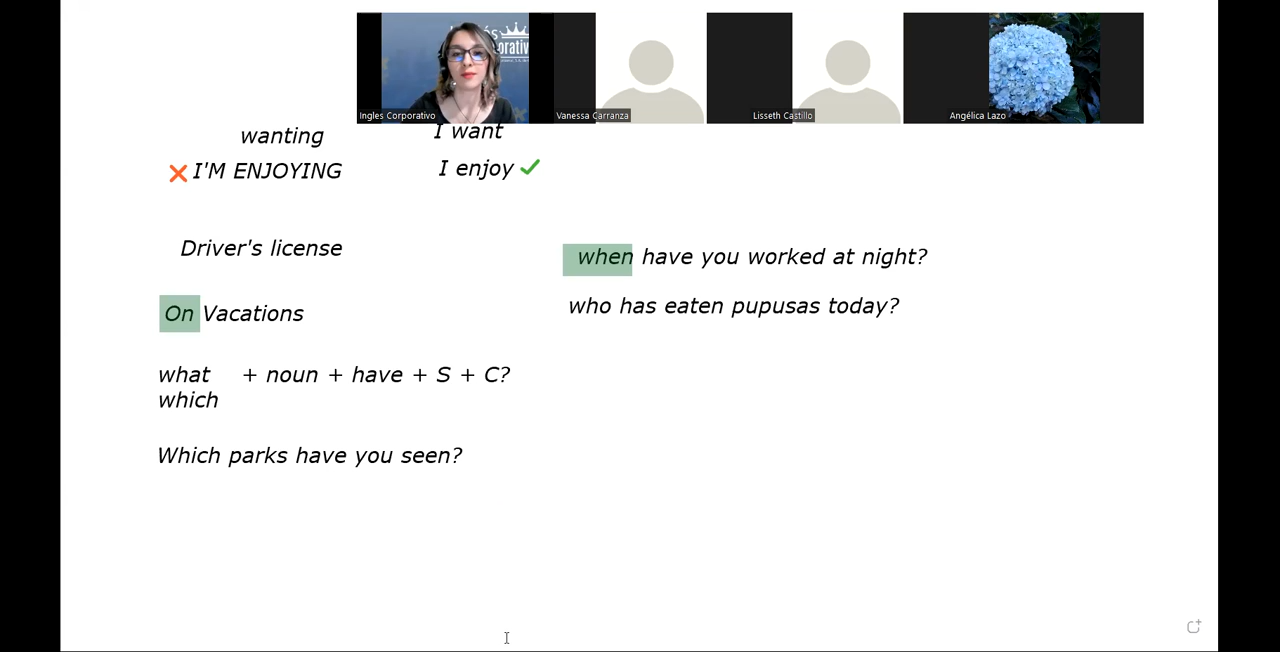 Ingles Corporativo
Vanessa Carranza
Lisseth Castillo
Angélica Lazo
wanting
I want
I'M ENJOYING
I enjoy
Driver's license
On Vacations
what + noun + have + S + C?
which
Which parks have you seen?
when have you worked at night?
who has eaten pupusas today?